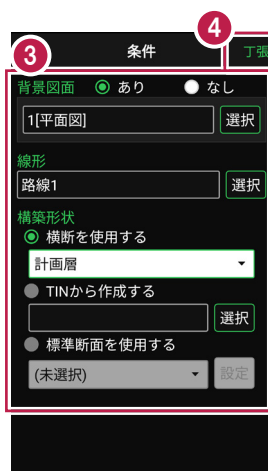 3
4
条件
丁張
背景図面 あり なし
1[平面図] 選択
線形
路線1 選択
構築形状
横断を使用する
計画層
TINから作成する
選択
標準断面を使用する
(未選択) 設定